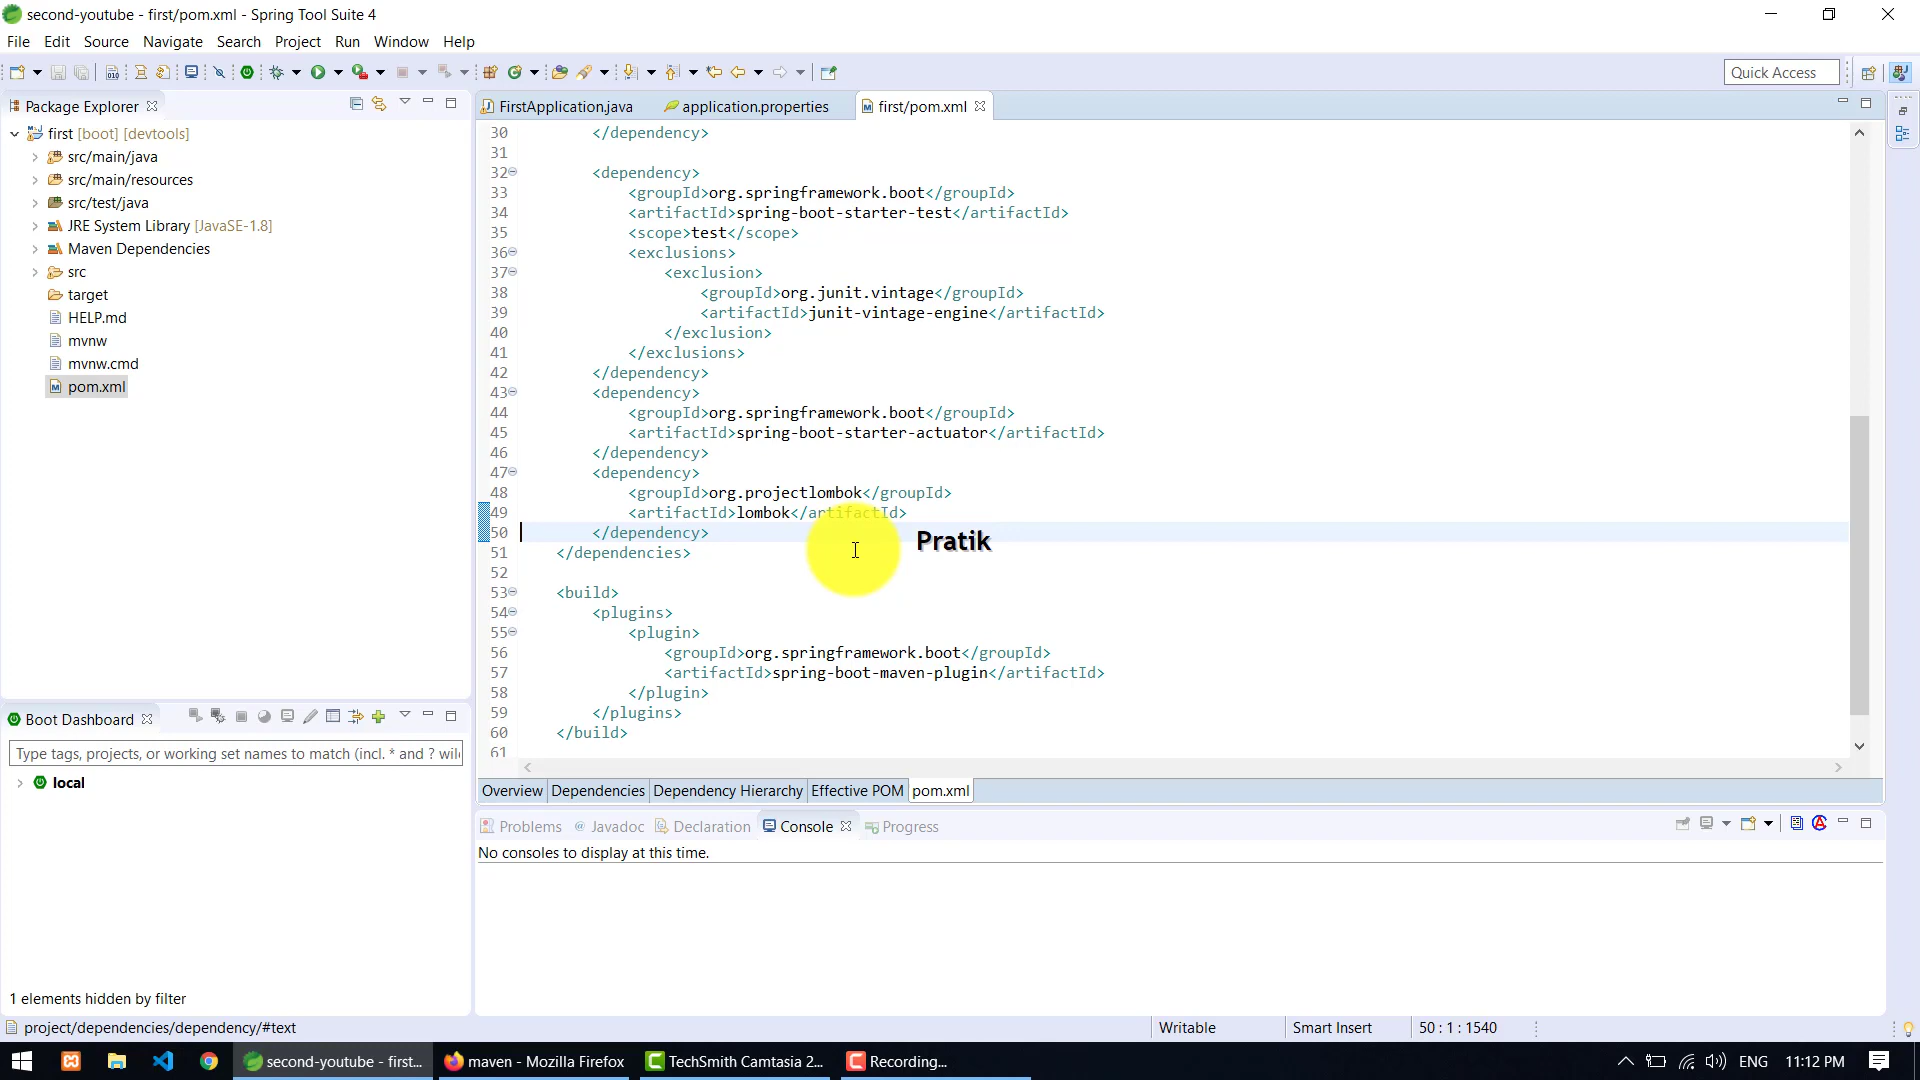 second-youtube - first/pom.xml - Spring Tool Suite 4
File Edit Source Navigate Search Project Run Window Help
Quick Access
Package Explorer
first [boot] [devtools]
src/main/java
src/main/resources
src/test/java
JRE System Library [JavaSE-1.8]
Maven Dependencies
src
target
HELP.md
mvnw
mvnw.cmd
pom.xml
Boot Dashboard
Type tags, projects, or working set names to match (incl. * and ? wil
local
1 elements hidden by filter
FirstApplication.java application.properties first/pom.xml
30 </dependency>
31
32 <dependency>
33 <groupId>org.springframework.boot</groupId>
34 <artifactId>spring-boot-starter-test</artifactId>
35 <scope>test</scope>
36 <exclusions>
37 <exclusion>
38 <groupId>org.junit.vintage</groupId>
39 <artifactId>junit-vintage-engine</artifactId>
40 </exclusion>
41 </exclusions>
42 </dependency>
43 <dependency>
44 <groupId>org.springframework.boot</groupId>
45 <artifactId>spring-boot-starter-actuator</artifactId>
46 </dependency>
47 <dependency>
48 <groupId>org.projectlombok</groupId>
49 <artifactId>lombok</artifactId>
50 </dependency>
Pratik
51 </dependencies>
52
53 <build>
54 <plugins>
55 <plugin>
56 <groupId>org.springframework.boot</groupId>
57 <artifactId>spring-boot-maven-plugin</artifactId>
58 </plugin>
59 </plugins>
60 </build>
61
Overview Dependencies Dependency Hierarchy Effective POM pom.xml
Problems Javadoc Declaration Console Progress
No consoles to display at this time.
project/dependencies/dependency/#text Writable Smart Insert 50 : 1 : 1540
second-youtube - first... maven - Mozilla Firefox TechSmith Camtasia 2... Recording... ENG 11:12 PM